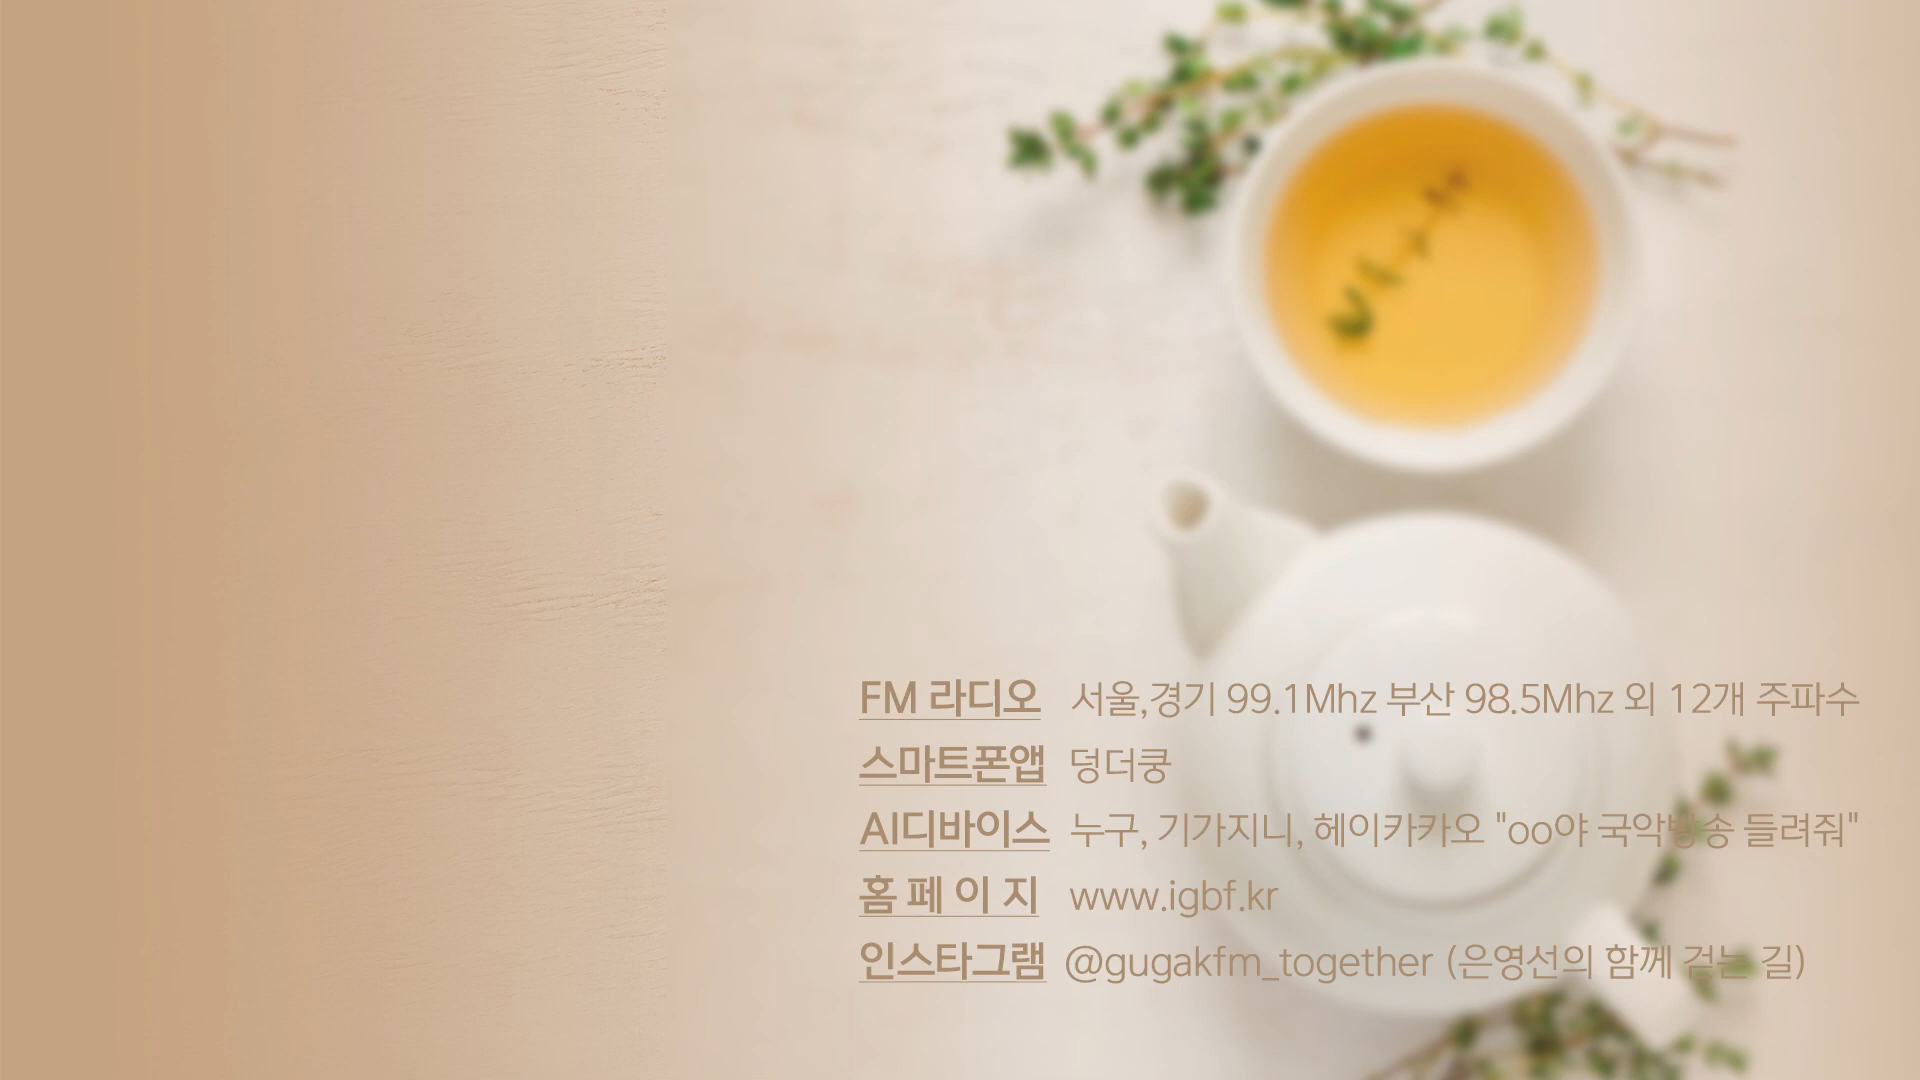 FM 라디오 서울,경기 99.1Mhz 부산 98.5Mhz 외 12개 주파수
스마트폰앱 덩더쿵
AI디바이스 누구, 기가지니, 헤이카카오 "oo야 국악방송 들려줘"
홈 페 이 지 www.igbf.kr
인스타그램 @gugakfm_together (은영선의 함께 걷는 길)